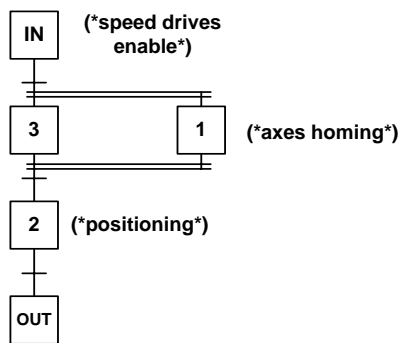 IN
(*speed drives
enable*)
3
1
(*axes homing*)
2
(*positioning*)
OUT